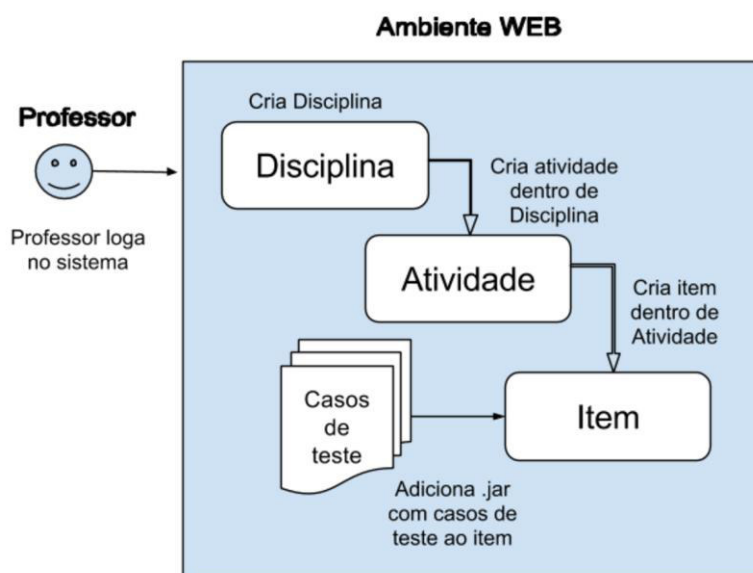 Ambiente WEB
Professor
Professor loga
no sistema
Cria Disciplina
Disciplina
Cria atividade
dentro de
Disciplina
Atividade
Cria item
dentro de
Atividade
Casos
de
teste
Item
Adiciona .jar
com casos de
teste ao item